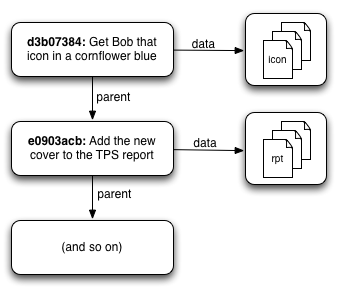 d3b07384: Get Bob that
icon in a cornflower blue
data
icon
parent
e0903acb: Add the new
cover to the TPS report
data
rpt
parent
(and so on)